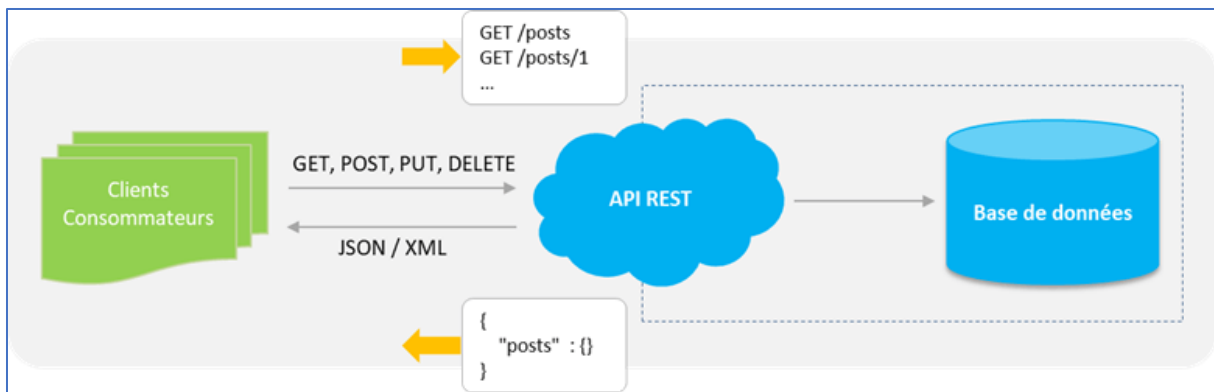 GET /posts
GET /posts/1
...
Clients
Consommateurs
GET, POST, PUT, DELETE
JSON / XML
API REST
Base de données
{
"posts" : {}
}